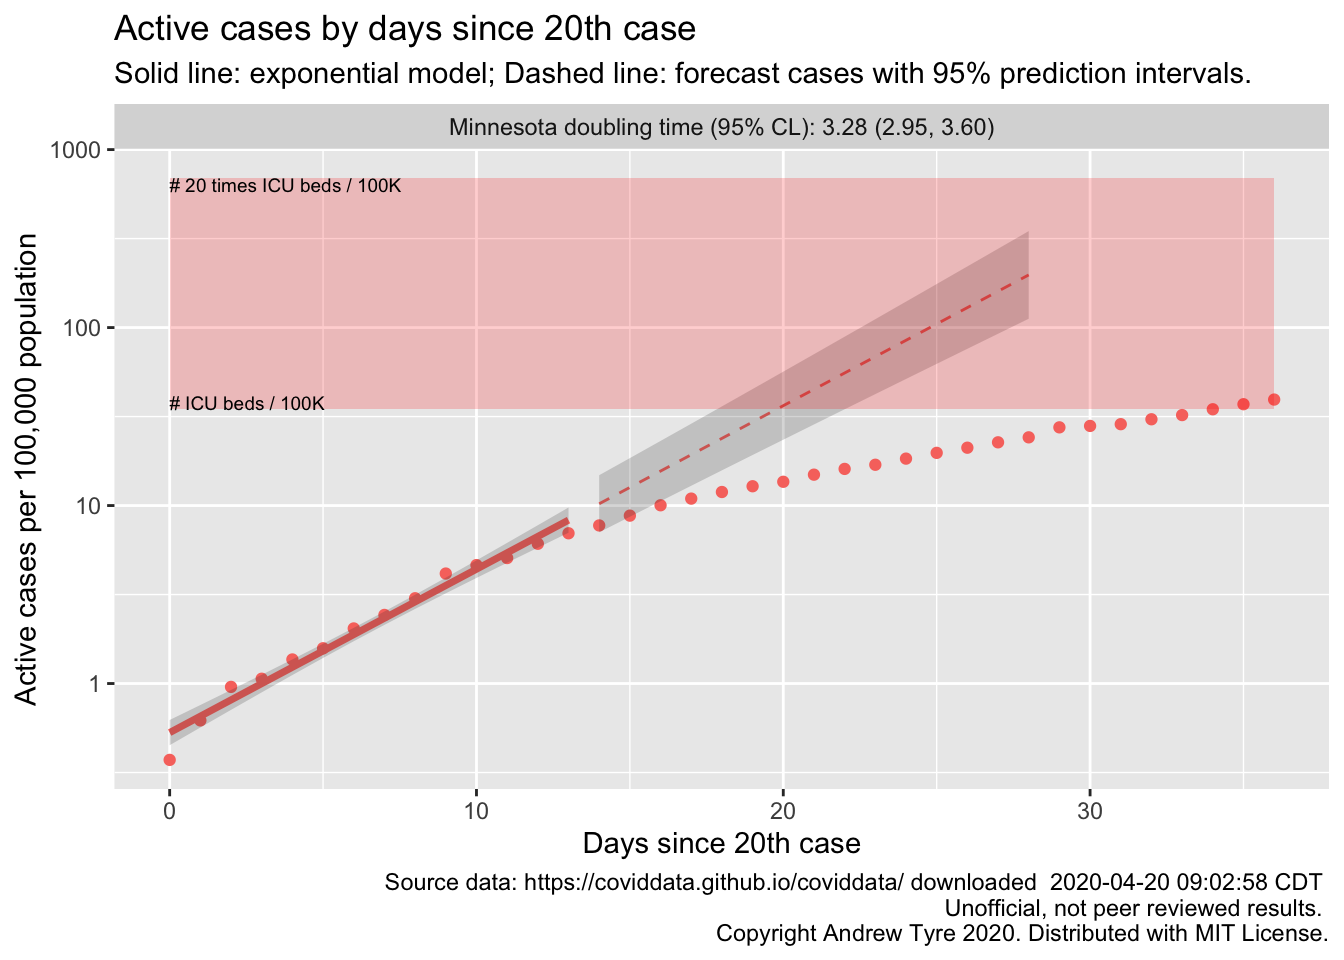 Active cases by days since 20th case
Solid line: exponential model; Dashed line: forecast cases with 95% prediction intervals.
Minnesota doubling time (95% CL): 3.28 (2.95, 3.60)
Active cases per 100,000 population
1000
100
10
1
# 20 times ICU beds / 100K
# ICU beds / 100K
0
10
20
30
Days since 20th case
Source data: https://coviddata.github.io/coviddata/ downloaded  2020-04-20 09:02:58 CDT
Unofficial, not peer reviewed results.
Copyright Andrew Tyre 2020. Distributed with MIT License.